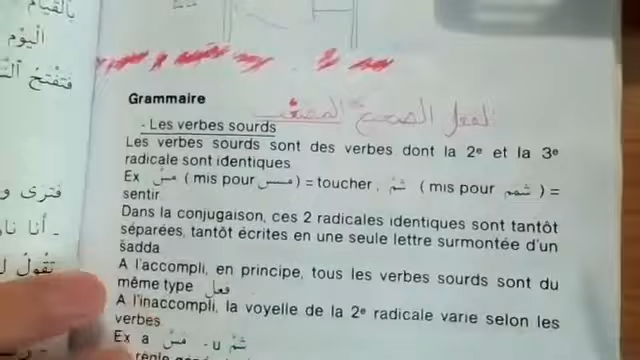 بالقيام
اليوم
Grammaire
الفعل الصحيح المضعف
- Les verbes sourds
Les verbes sourds sont des verbes dont la 2e et la 3e
radicale sont identiques
Ex مسّ ( mis pour مسس ) = toucher , شمّ ( mis pour شمم ) =
sentir
Dans la conjugaison, ces 2 radicales identiques sont tantôt
séparées, tantôt écrites en une seule lettre surmontée d'un
šadda
A l'accompli, en principe, tous les verbes sourds sont du
même type فعل
A l'inaccompli, la voyelle de la 2e radicale varie selon les
verbes
Ex a مسّ - u شمّ
فترى و
- أنا
تقول